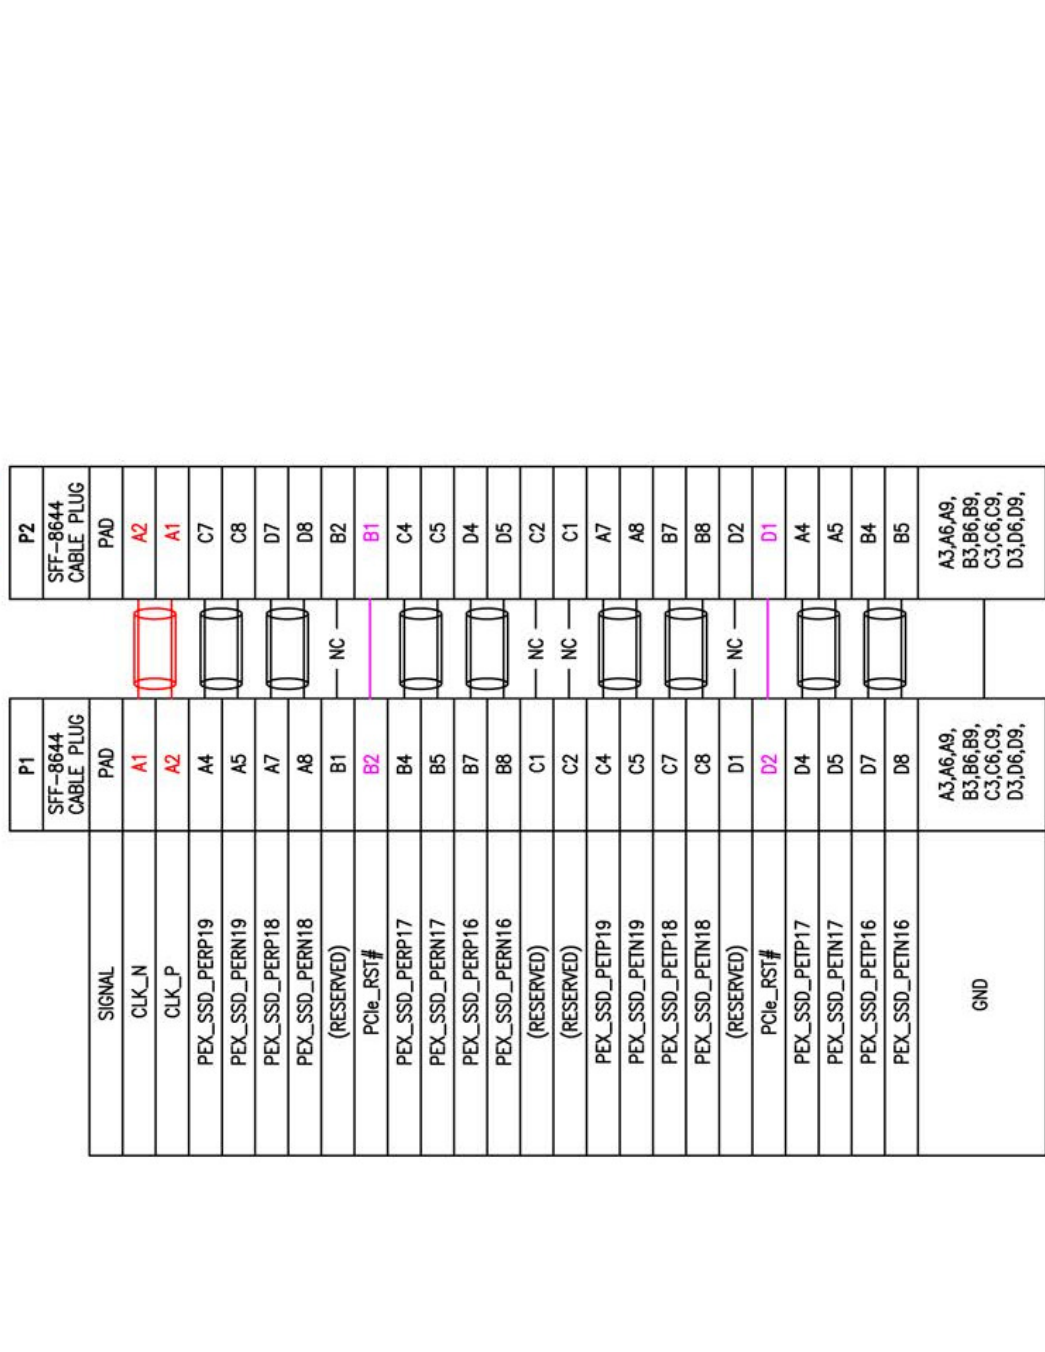 P1 P2
SFF-8644 CABLE PLUG SFF-8644 CABLE PLUG
SIGNAL PAD PAD
CLK_N A1 A2
CLK_P A2 A1
PEX_SSD_PERP19 A4 C7
PEX_SSD_PERN19 A5 C8
PEX_SSD_PERP18 A7 D7
PEX_SSD_PERN18 A8 D8
(RESERVED) B1 NC B2
PCIe_RST# B2 B1
PEX_SSD_PERP17 B4 C4
PEX_SSD_PERN17 B5 C5
PEX_SSD_PERP16 B7 D4
PEX_SSD_PERN16 B8 D5
(RESERVED) C1 NC C2
(RESERVED) C2 NC C1
PEX_SSD_PETP19 C4 A7
PEX_SSD_PETN19 C5 A8
PEX_SSD_PETP18 C7 B7
PEX_SSD_PETN18 C8 B8
(RESERVED) D1 NC D2
PCIe_RST# D2 D1
PEX_SSD_PETP17 D4 A4
PEX_SSD_PETN17 D5 A5
PEX_SSD_PETP16 D7 B4
PEX_SSD_PETN16 D8 B5
A3,A6,A9, A3,A6,A9,
B3,B6,B9, B3,B6,B9,
GND C3,C6,C9, C3,C6,C9,
D3,D6,D9, D3,D6,D9,